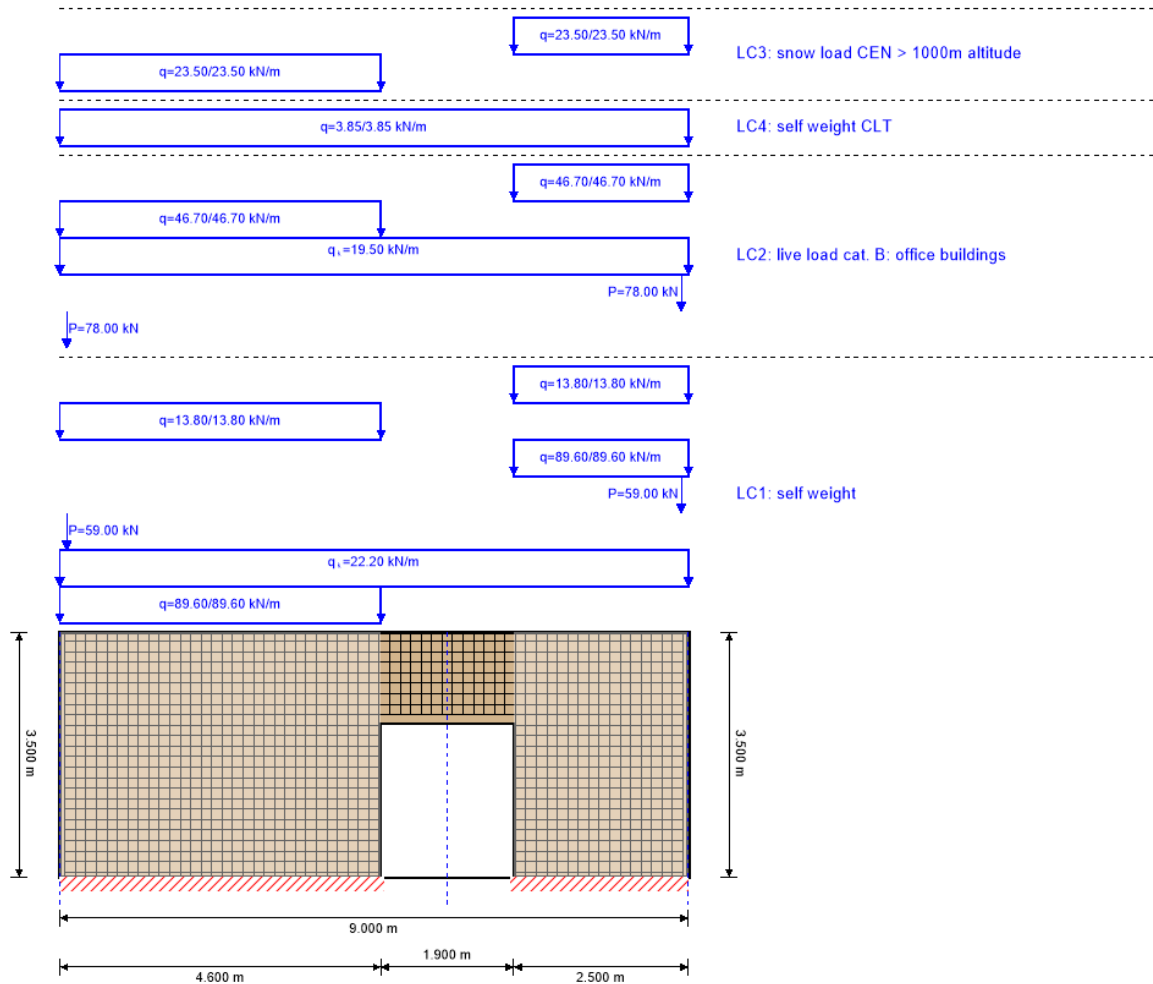 q=23.50/23.50 kN/m
q=23.50/23.50 kN/m
LC3: snow load CEN > 1000m altitude
q=3.85/3.85 kN/m
LC4: self weight CLT
q=46.70/46.70 kN/m
q=46.70/46.70 kN/m
qₖ=19.50 kN/m
LC2: live load cat. B: office buildings
P=78.00 kN
P=78.00 kN
q=13.80/13.80 kN/m
q=13.80/13.80 kN/m
q=89.60/89.60 kN/m
P=59.00 kN
LC1: self weight
P=59.00 kN
qₖ=22.20 kN/m
q=89.60/89.60 kN/m
3.500 m
3.500 m
9.000 m
4.600 m
1.900 m
2.500 m